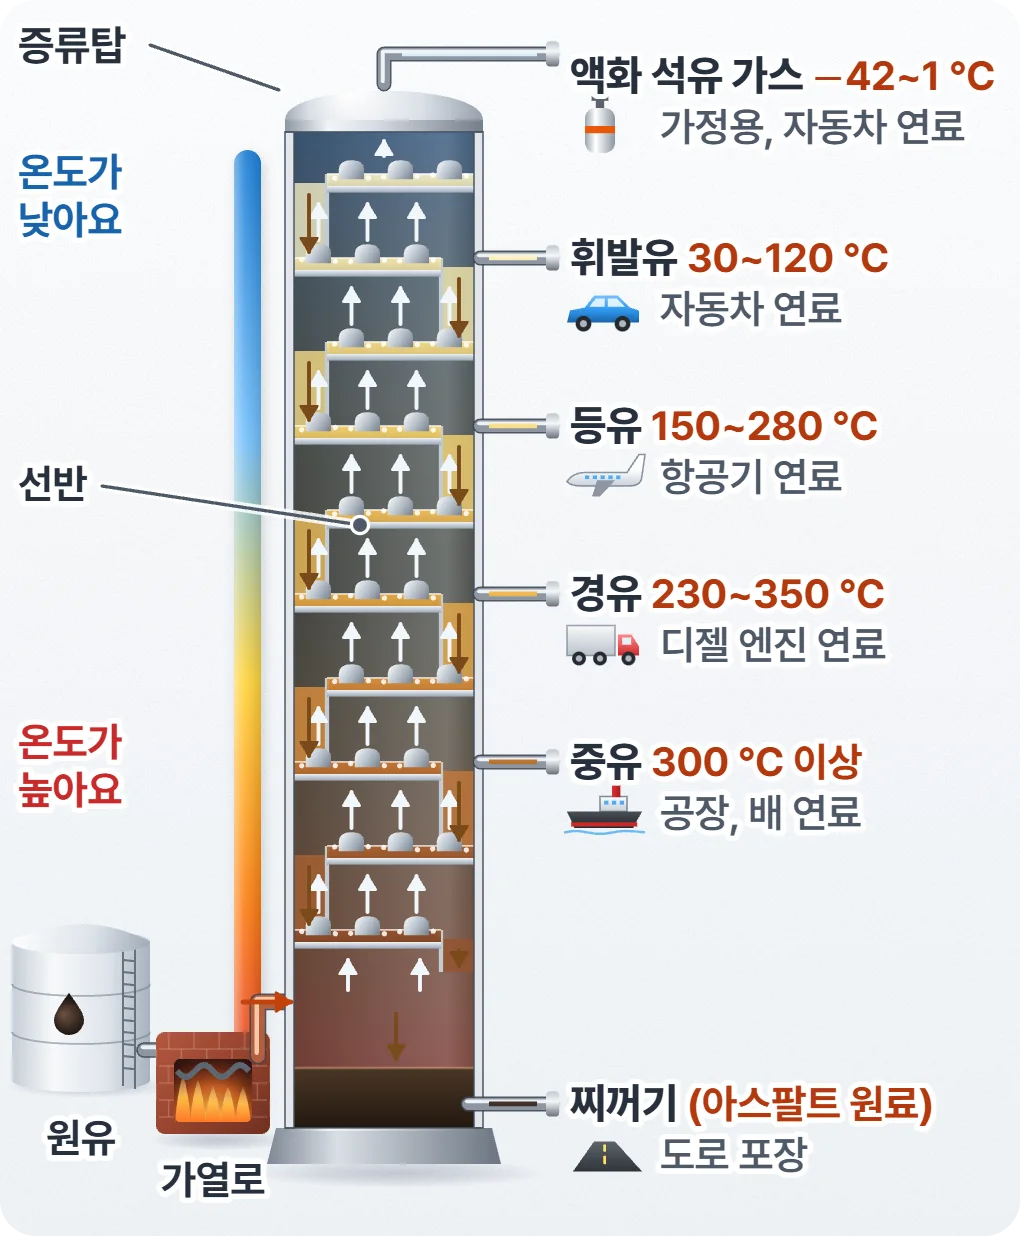 증류탑
액화 석유 가스 –42~1 °C
가정용, 자동차 연료
온도가
낮아요
휘발유 30~120 °C
자동차 연료
등유 150~280 °C
항공기 연료
선반
경유 230~350 °C
디젤 엔진 연료
온도가
높아요
중유 300 °C 이상
공장, 배 연료
원유
가열로
찌꺼기 (아스팔트 원료)
도로 포장